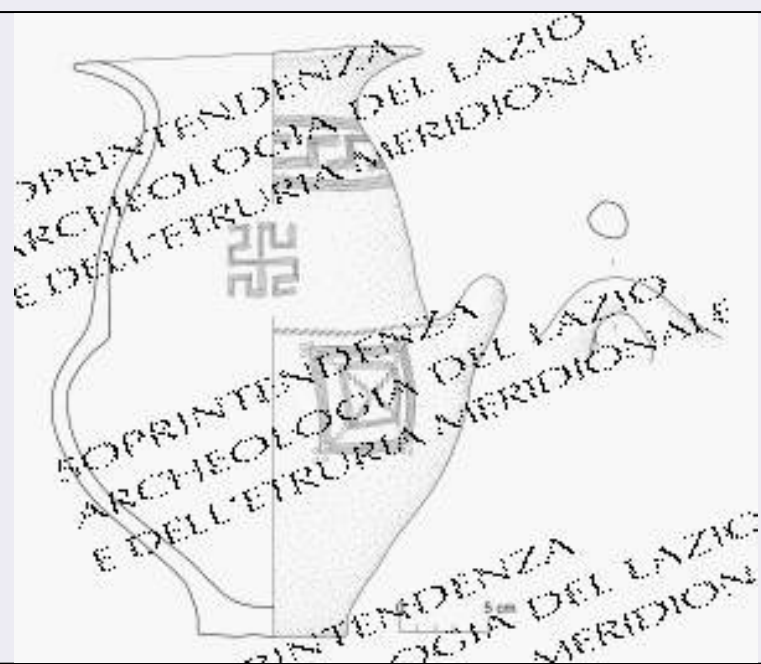 SOPRINTENDENZA
ARCHEOLOGIA DEL LAZIO
E DELL'ETRURIA MERIDIONALE
SOPRINTENDENZA
ARCHEOLOGIA DEL LAZIO
E DELL'ETRURIA MERIDIONALE
5 cm